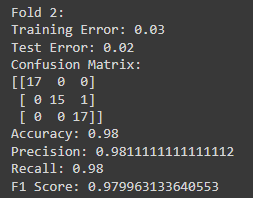 Fold 2:
Training Error: 0.03
Test Error: 0.02
Confusion Matrix:
[[17  0  0]
 [ 0 15  1]
 [ 0  0 17]]
Accuracy: 0.98
Precision: 0.9811111111111112
Recall: 0.98
F1 Score: 0.979963133640553